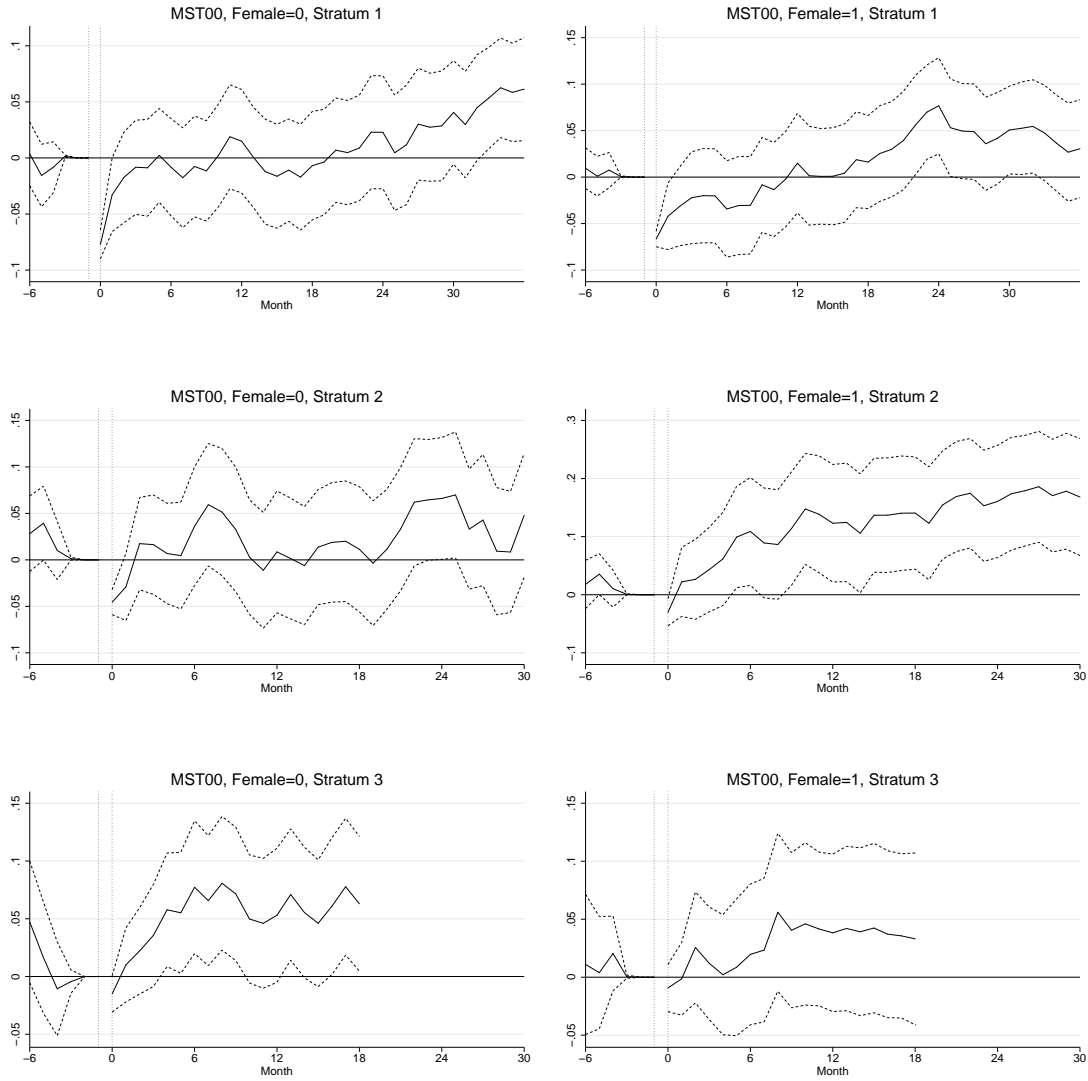 MST00, Female=0, Stratum 1
.1
.05
0
−.05
−.1
−6 0 6 12 18 24 30
Month
MST00, Female=1, Stratum 1
.15
.1
.05
0
−.05
−.1
−6 0 6 12 18 24 30
Month
MST00, Female=0, Stratum 2
.15
.1
.05
0
−.05
−.1
−6 0 6 12 18 24 30
Month
MST00, Female=1, Stratum 2
.3
.2
.1
0
−.1
−6 0 6 12 18 24 30
Month
MST00, Female=0, Stratum 3
.15
.1
.05
0
−.05
−6 0 6 12 18 24 30
Month
MST00, Female=1, Stratum 3
.15
.1
.05
0
−.05
−6 0 6 12 18 24 30
Month